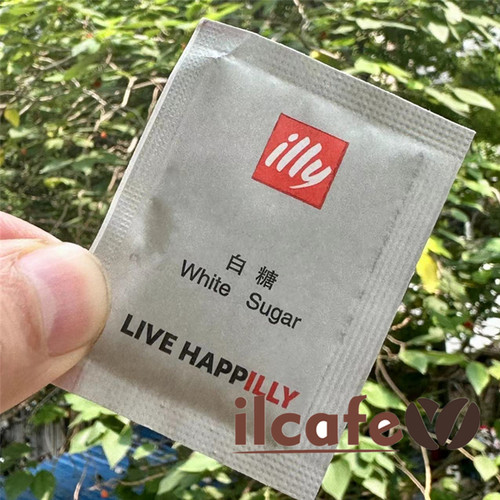 illy
白糖
White Sugar
LIVE HAPPILLY
ilcafe